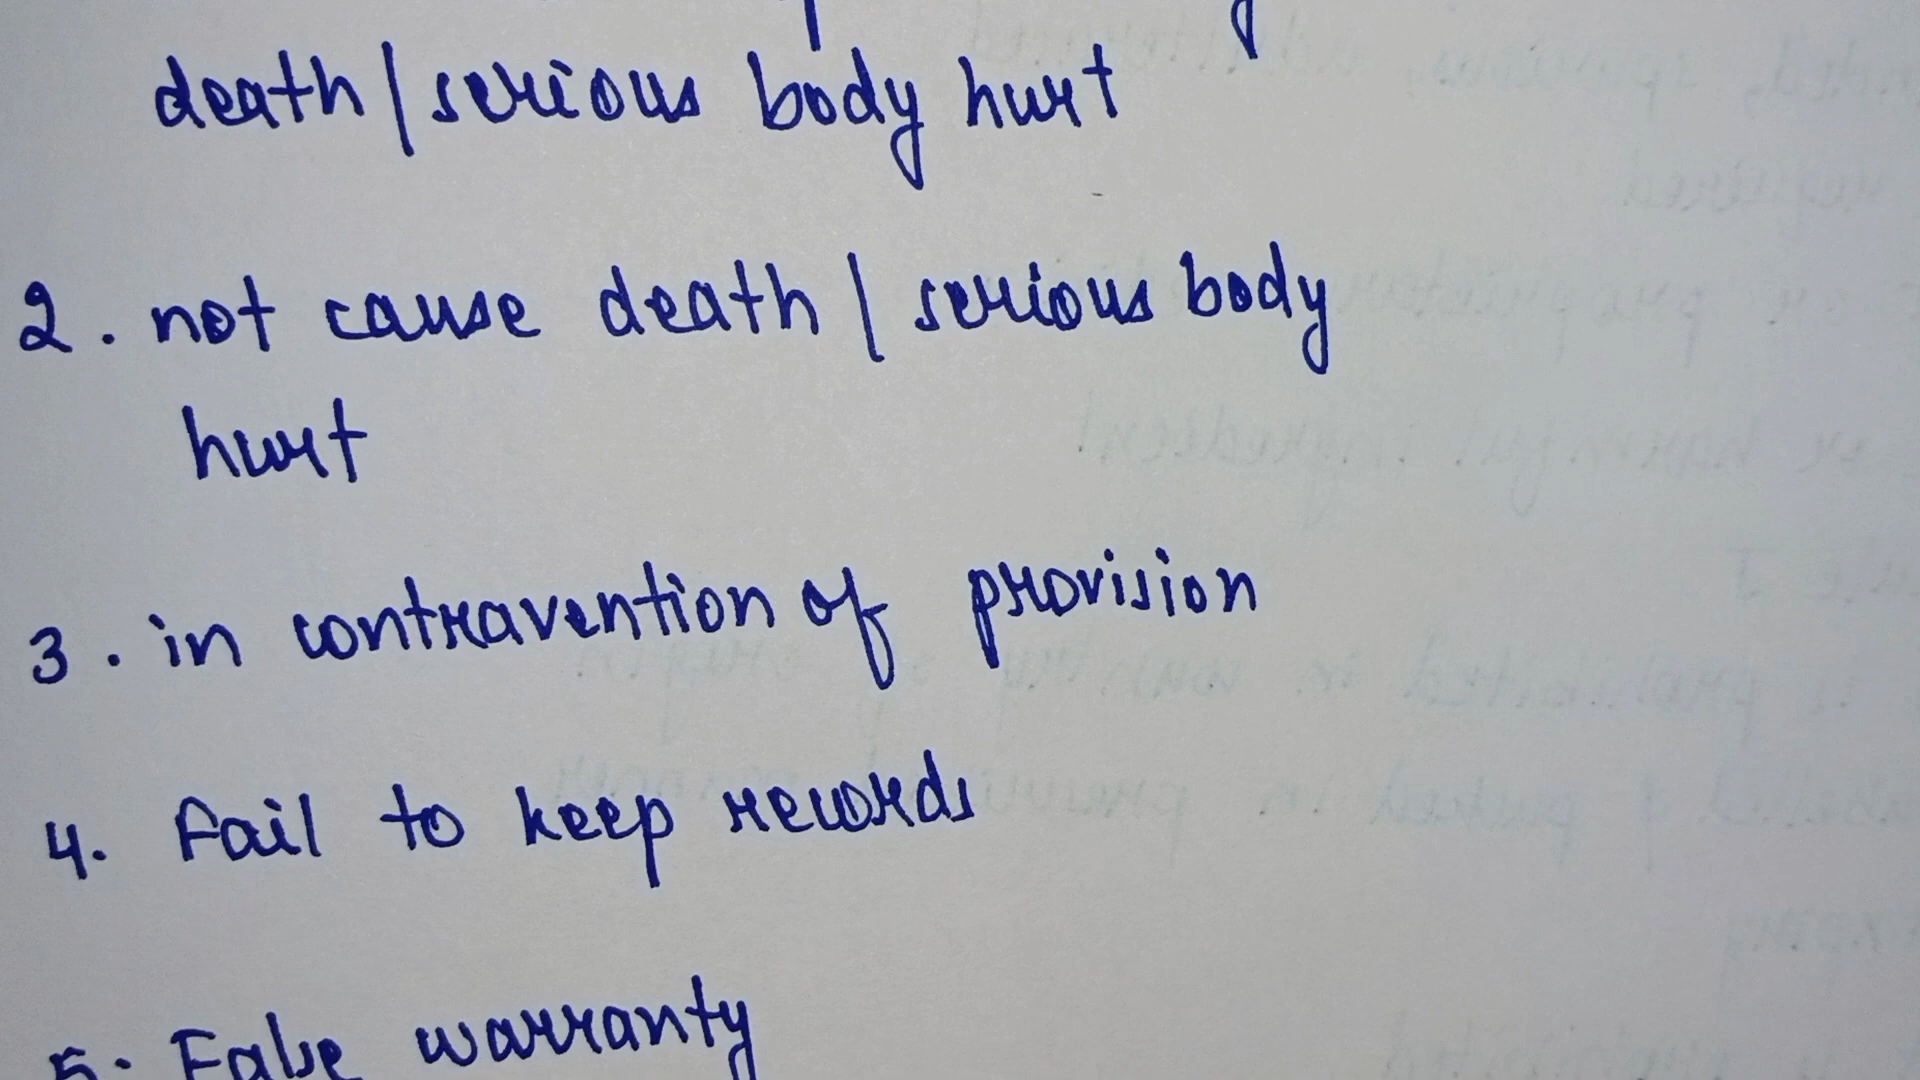 death / serious body hurt
2. not cause death / serious body
hurt
3. in contravention of provision
4. Fail to keep records
5. False warranty